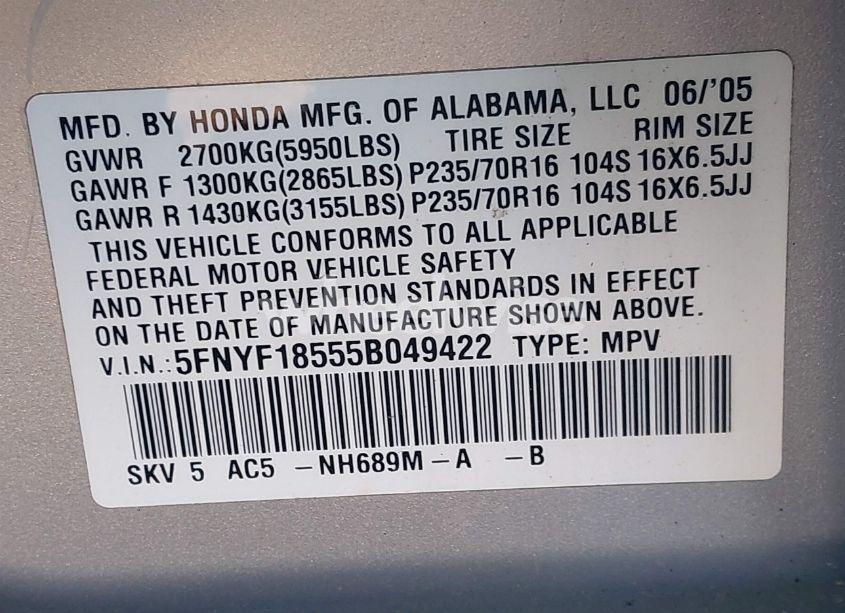 MFD. BY HONDA MFG. OF ALABAMA, LLC 06/'05
GVWR 2700KG(5950LBS) TIRE SIZE RIM SIZE
GAWR F 1300KG(2865LBS) P235/70R16 104S 16X6.5JJ
GAWR R 1430KG(3155LBS) P235/70R16 104S 16X6.5JJ
THIS VEHICLE CONFORMS TO ALL APPLICABLE
FEDERAL MOTOR VEHICLE SAFETY
AND THEFT PREVENTION STANDARDS IN EFFECT
ON THE DATE OF MANUFACTURE SHOWN ABOVE.
V.I.N.:5FNYF18555B049422 TYPE: MPV
SKV 5 AC5 -NH689M-A -B